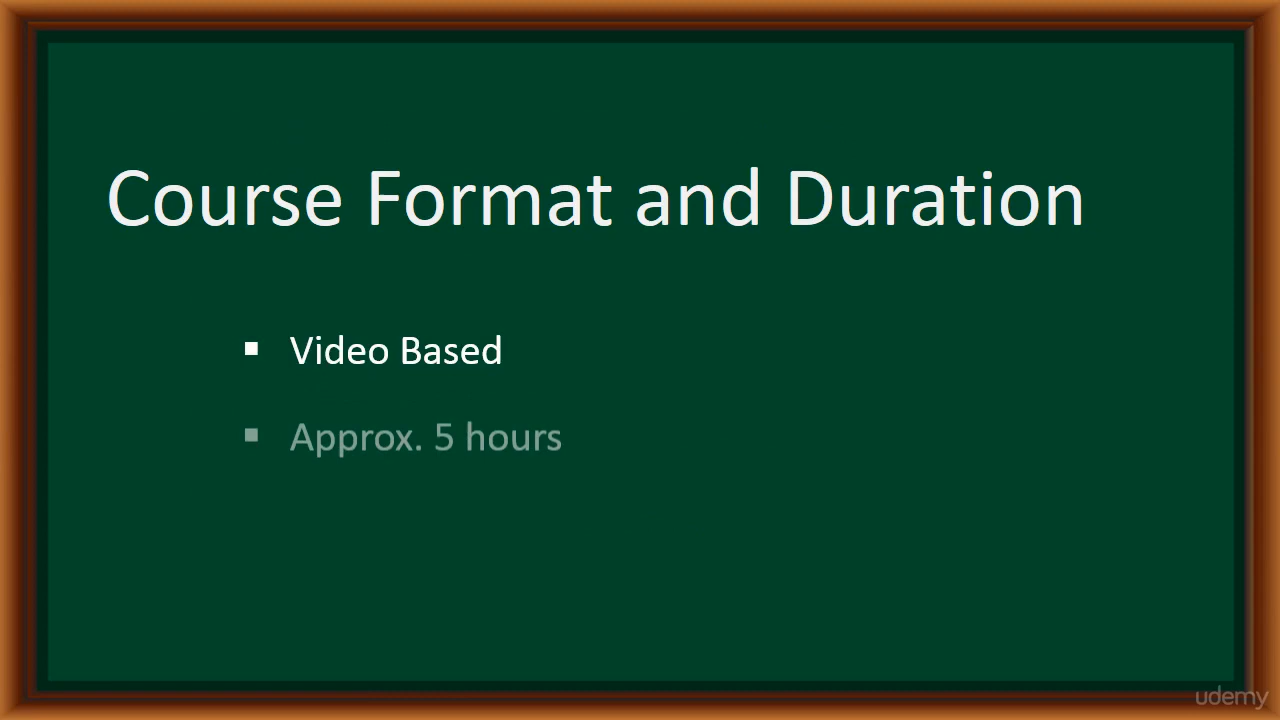 Course Format and Duration
▪ Video Based
▪ Approx. 5 hours
udemy